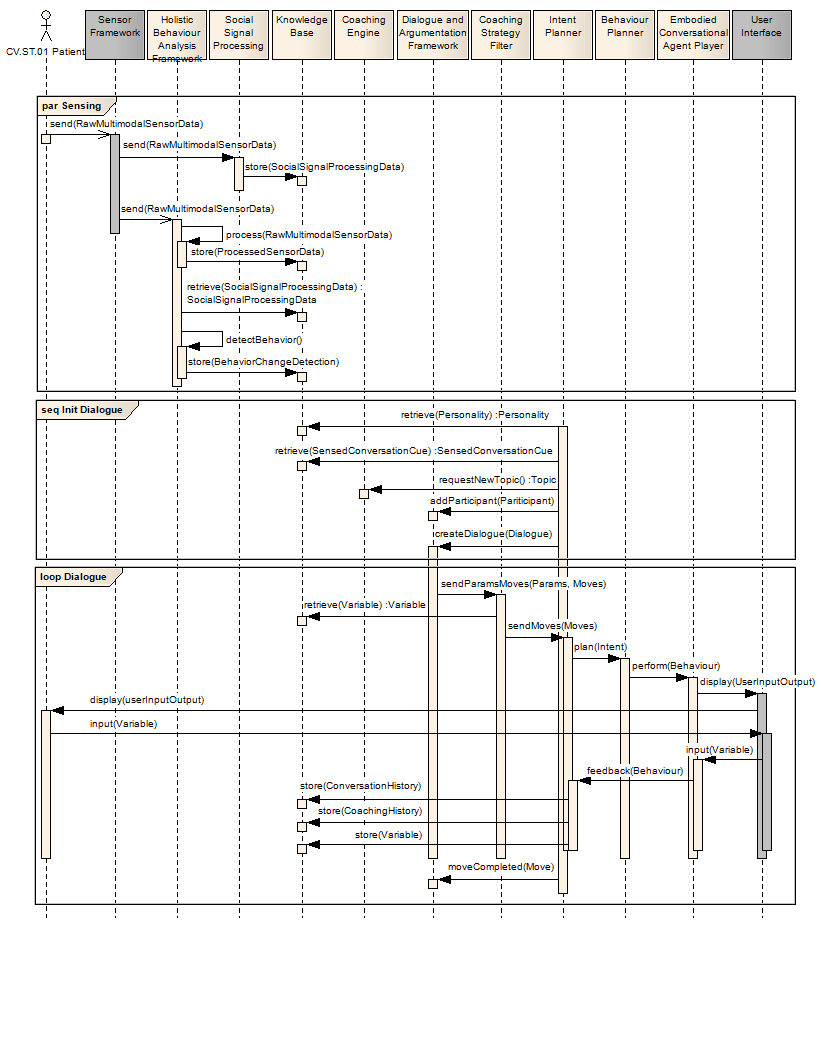 CV.ST.01 Patient
Sensor
Framework
Holistic
Behaviour
Analysis
Framework
Social
Signal
Processing
Knowledge
Base
Coaching
Engine
Dialogue and
Argumentation
Framework
Coaching
Strategy
Filter
Intent
Planner
Behaviour
Planner
Embodied
Conversational
Agent Player
User
Interface
par Sensing
send(RawMultimodalSensorData)
send(RawMultimodalSensorData)
store(SocialSignalProcessingData)
send(RawMultimodalSensorData)
process(RawMultimodalSensorData)
store(ProcessedSensorData)
retrieve(SocialSignalProcessingData) :
SocialSignalProcessingData
detectBehavior()
store(BehaviorChangeDetection)
seq Init Dialogue
retrieve(Personality) :Personality
retrieve(SensedConversationCue) :SensedConversationCue
requestNewTopic() :Topic
addParticipant(Pariticipant)
createDialogue(Dialogue)
loop Dialogue
sendParamsMoves(Params, Moves)
retrieve(Variable) :Variable
sendMoves(Moves)
plan(Intent)
perform(Behaviour)
display(UserInputOutput)
display(userInputOutput)
input(Variable)
input(Variable)
feedback(Behaviour)
store(ConversationHistory)
store(CoachingHistory)
store(Variable)
moveCompleted(Move)